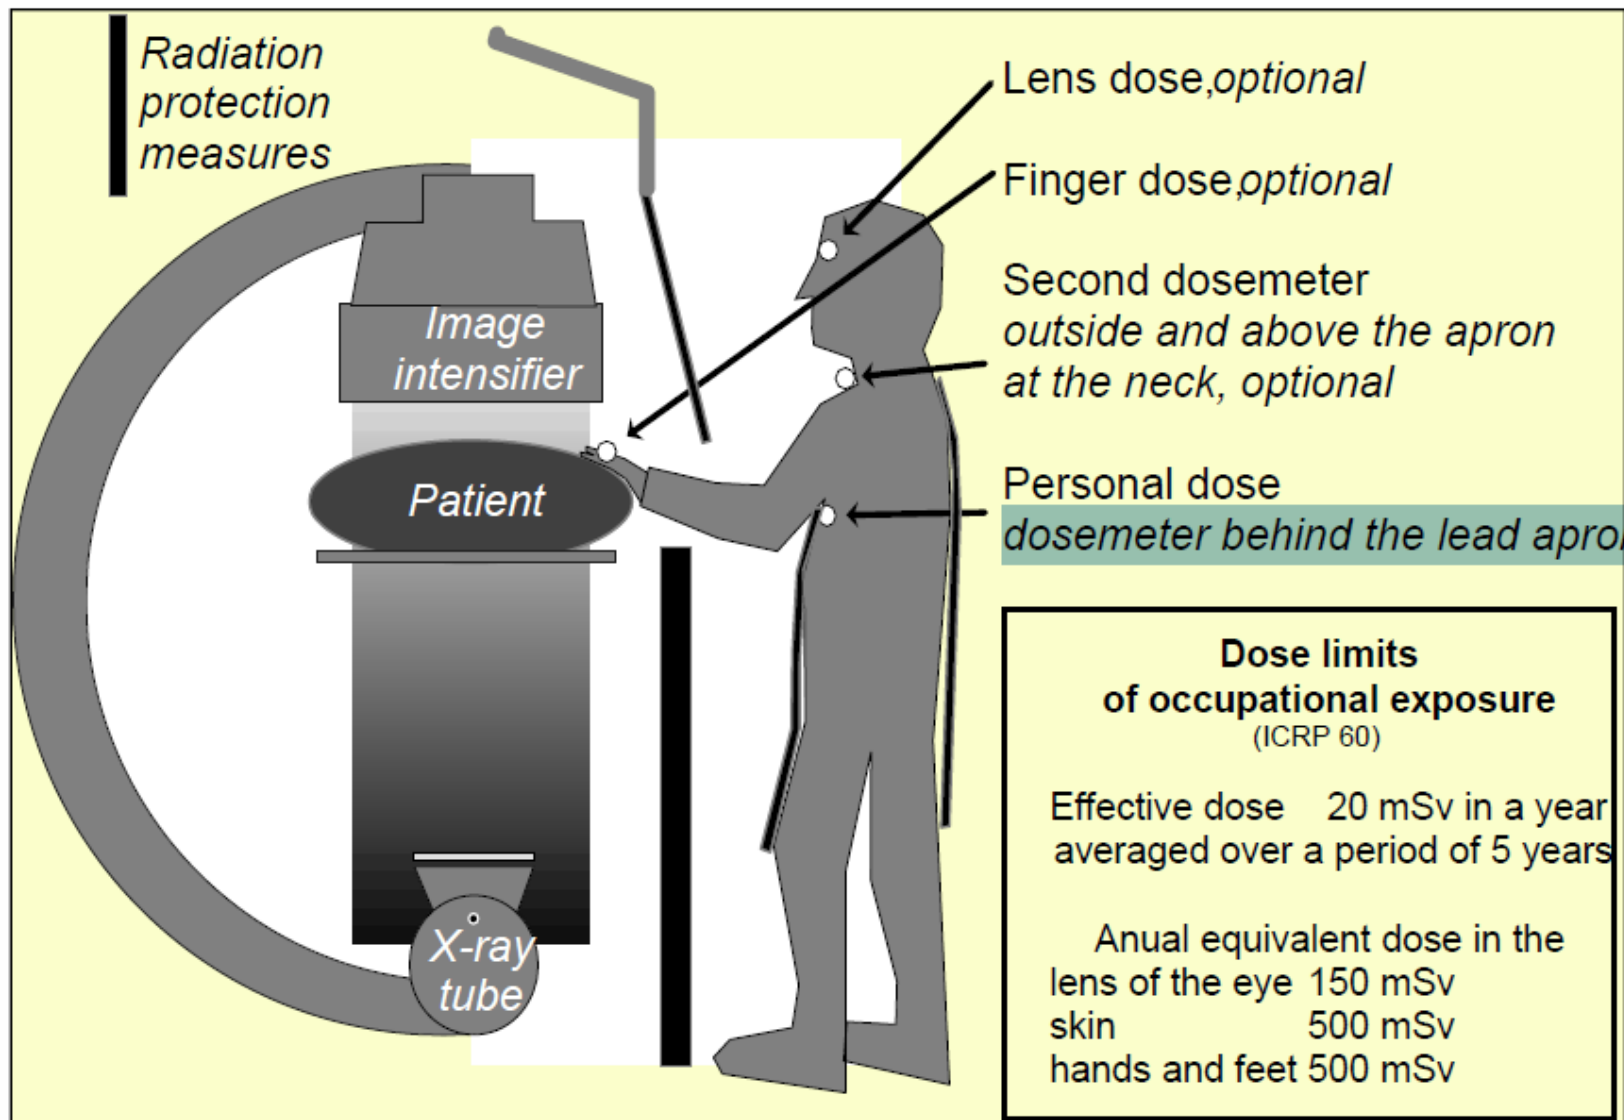 Radiation
protection
measures
Image
intensifier
Patient
X-ray
tube
Lens dose,optional
Finger dose,optional
Second dosemeter
outside and above the apron
at the neck, optional
Personal dose
dosemeter behind the lead apron
Dose limits
of occupational exposure
(ICRP 60)
Effective dose 20 mSv in a year
averaged over a period of 5 years
Anual equivalent dose in the
lens of the eye 150 mSv
skin 500 mSv
hands and feet 500 mSv